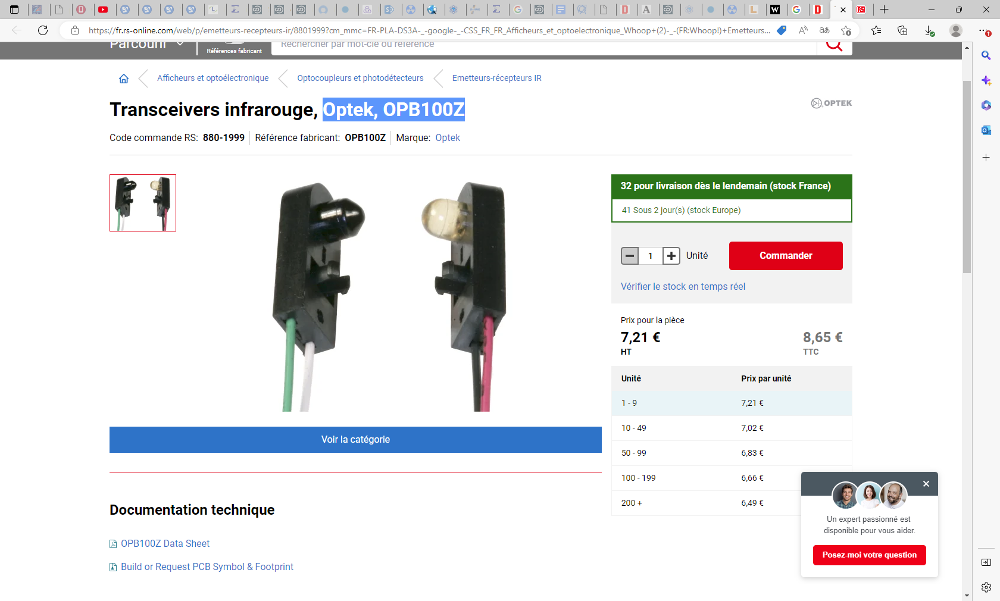 https://fr.rs-online.com/web/p/emetteurs-recepteurs-ir/8801999?cm_mmc=FR-PLA-DS3A-_-google-_-CSS_FR_FR_Afficheurs_et_optoelectronique_Whoop+(2)-_-(FR:Whoop!)+Emetteurs...
Parcourir
Références fabricant
Rechercher par mot-clé ou référence
Afficheurs et optoélectronique
Optocoupleurs et photodétecteurs
Emetteurs-récepteurs IR
Transceivers infrarouge, Optek, OPB100Z
OPTEK
Code commande RS: 880-1999
Référence fabricant: OPB100Z
Marque: Optek
32 pour livraison dès le lendemain (stock France)
41 Sous 2 jour(s) (stock Europe)
1
Unité
Commander
Vérifier le stock en temps réel
Prix pour la pièce
7,21 €
HT
8,65 €
TTC
Unité Prix par unité
1 - 9 7,21 €
10 - 49 7,02 €
50 - 99 6,83 €
100 - 199 6,66 €
200 + 6,49 €
Voir la catégorie
Documentation technique
OPB100Z Data Sheet
Build or Request PCB Symbol & Footprint
Un expert passionné est
disponible pour vous aider.
Posez-moi votre question